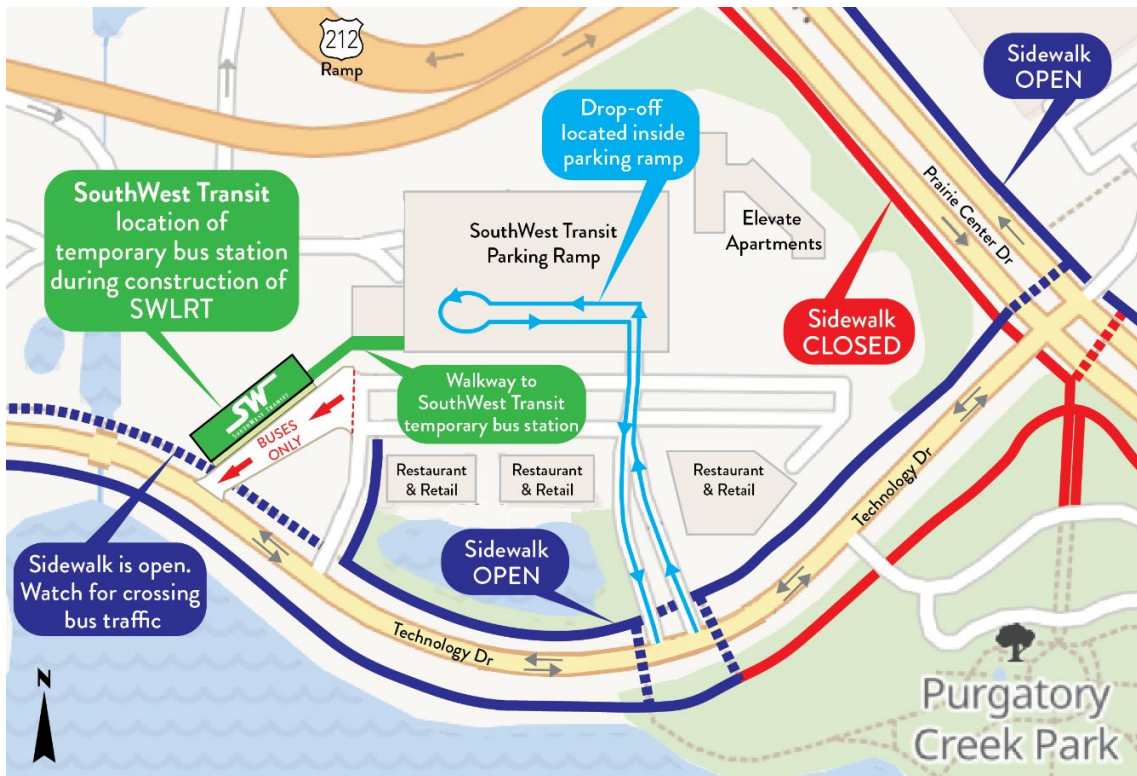 212
Ramp
Sidewalk
OPEN
Drop-off
located inside
parking ramp
SouthWest Transit
location of
temporary bus station
during construction of
SWLRT
SouthWest Transit
Parking Ramp
Elevate
Apartments
Prairie Center Dr
Sidewalk
CLOSED
Walkway to
SouthWest Transit
temporary bus station
SW
SOUTHWEST TRANSIT
BUSES
ONLY
Restaurant
& Retail
Restaurant
& Retail
Restaurant
& Retail
Technology Dr
Sidewalk is open.
Watch for crossing
bus traffic
Sidewalk
OPEN
Technology Dr
N
Purgatory
Creek Park